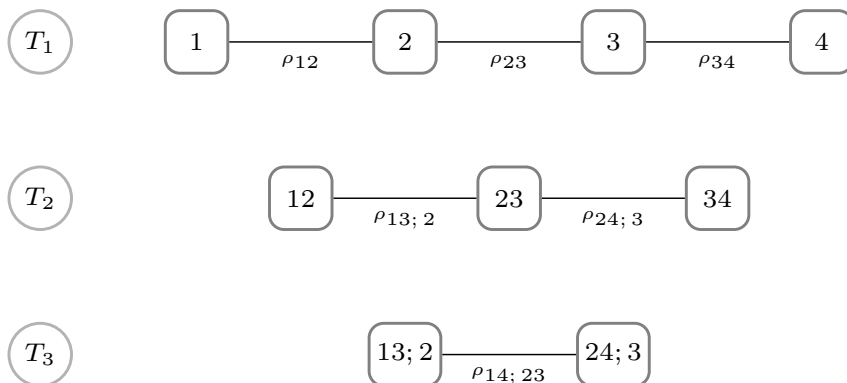 T₁ 1 2 3 4
ρ₁₂ ρ₂₃ ρ₃₄
T₂ 12 23 34
ρ₁₃; ₂ ρ₂₄; ₃
T₃ 13; 2 24; 3
ρ₁₄; ₂₃